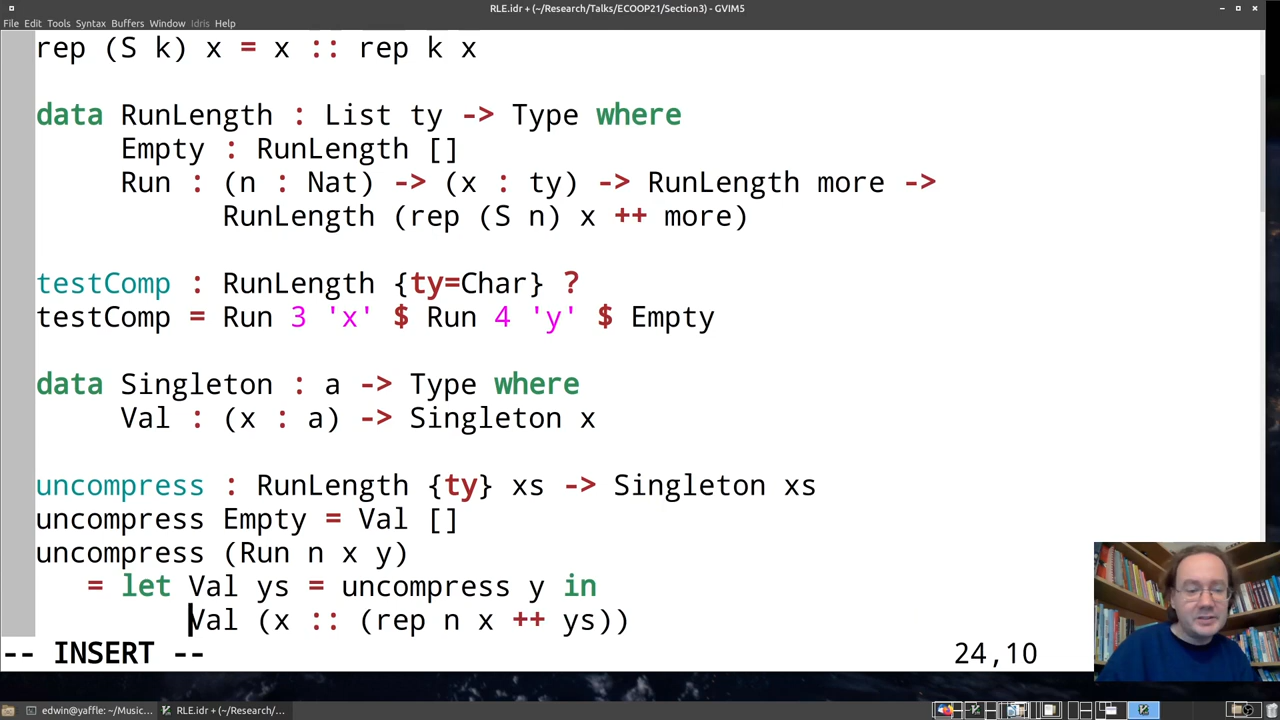 RLE.idr + (~/Research/Talks/ECOOP21/Section3) - GVIM5
File Edit Tools Syntax Buffers Window Idris Help
rep (S k) x = x :: rep k x
data RunLength : List ty -> Type where
Empty : RunLength []
Run : (n : Nat) -> (x : ty) -> RunLength more ->
RunLength (rep (S n) x ++ more)
testComp : RunLength {ty=Char} ?
testComp = Run 3 'x' $ Run 4 'y' $ Empty
data Singleton : a -> Type where
Val : (x : a) -> Singleton x
uncompress : RunLength {ty} xs -> Singleton xs
uncompress Empty = Val []
uncompress (Run n x y)
= let Val ys = uncompress y in
Val (x :: (rep n x ++ ys))
-- INSERT --
24,10
edwin@yaffle: ~/Music...
RLE.idr + (~/Research/...